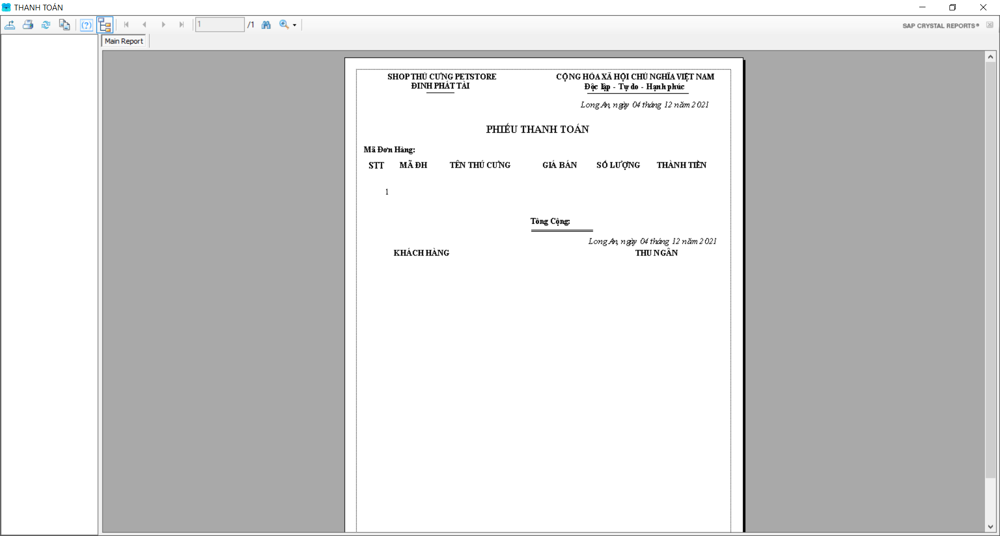 THANH TOÁN
1 /1
SAP CRYSTAL REPORTS®
Main Report
SHOP THÚ CƯNG PETSTORE
ĐINH PHÁT TÀI
CỘNG HÒA XÃ HỘI CHỦ NGHĨA VIỆT NAM
Độc lập - Tự do - Hạnh phúc
Long An, ngày 04 tháng 12 năm 2021
PHIẾU THANH TOÁN
Mã Đơn Hàng:
STT MÃ ĐH TÊN THÚ CƯNG GIÁ BÁN SỐ LƯỢNG THÀNH TIỀN
1
Tổng Cộng:
Long An, ngày 04 tháng 12 năm 2021
KHÁCH HÀNG THU NGÂN